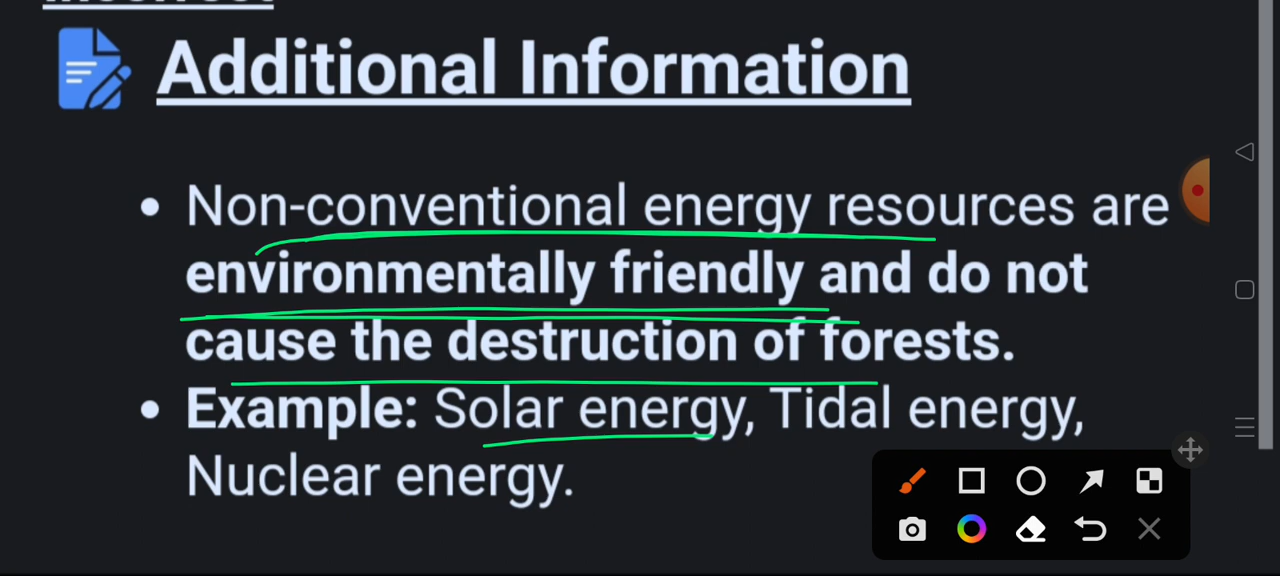 Additional Information
• Non-conventional energy resources are
environmentally friendly and do not
cause the destruction of forests.
• Example: Solar energy, Tidal energy,
Nuclear energy.